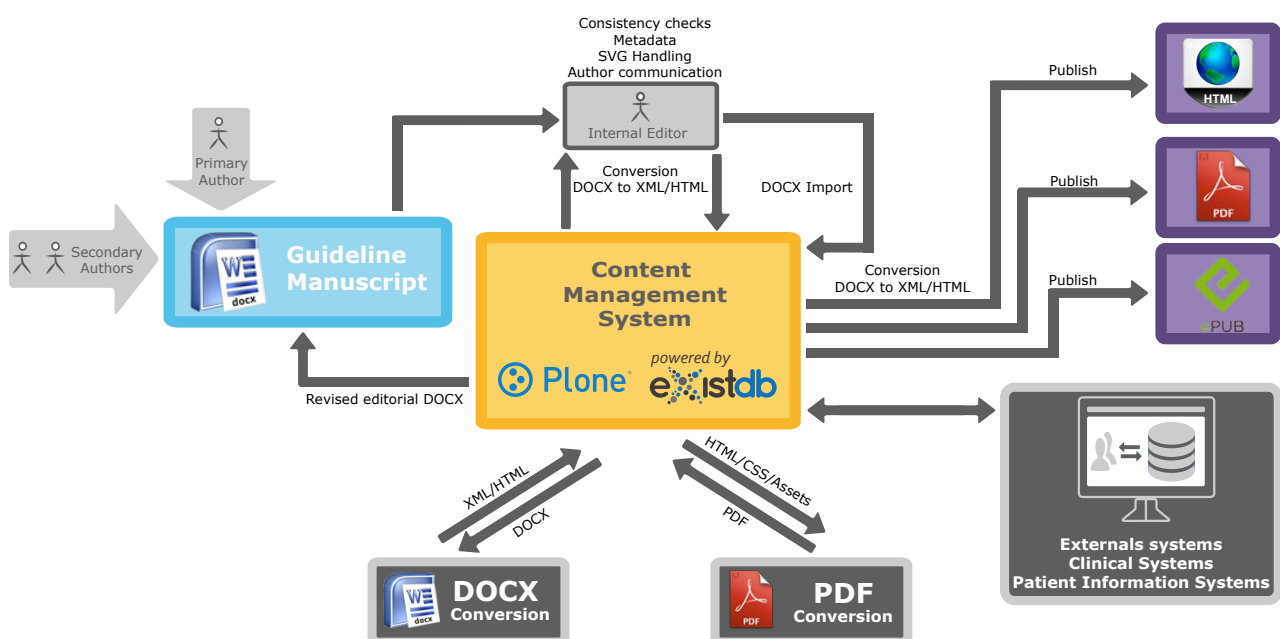 Consistency checks
Metadata
SVG Handling
Author communication
Internal Editor
Primary
Author
Secondary
Authors
W
docx
Guideline
Manuscript
Conversion
DOCX to XML/HTML
DOCX Import
Content
Management
System
Plone
powered by
eXistdb
Revised editorial DOCX
Conversion
DOCX to XML/HTML
Publish
HTML
Publish
PDF
Publish
ePUB
XML/HTML
DOCX
HTML/CSS/Assets
PDF
W
docx
DOCX
Conversion
PDF
PDF
Conversion
Externals systems
Clinical Systems
Patient Information Systems